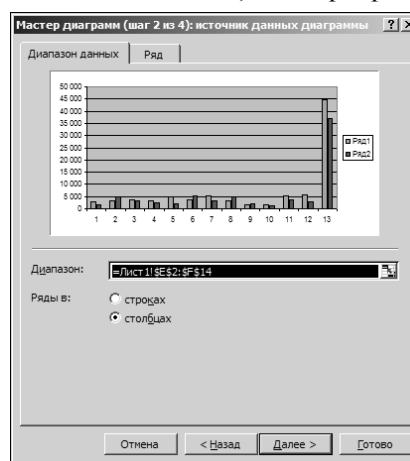 Мастер диаграмм (шаг 2 из 4): источник данных диаграммы
Диапазон данных Ряд
50 000
45 000
40 000
35 000
30 000
25 000
20 000
15 000
10 000
5 000
0
1 2 3 4 5 6 7 8 9 10 11 12 13
Ряд1
Ряд2
Диапазон: =Лист1!$E$2:$F$14
Ряды в: строках
столбцах
Отмена < Назад Далее > Готово